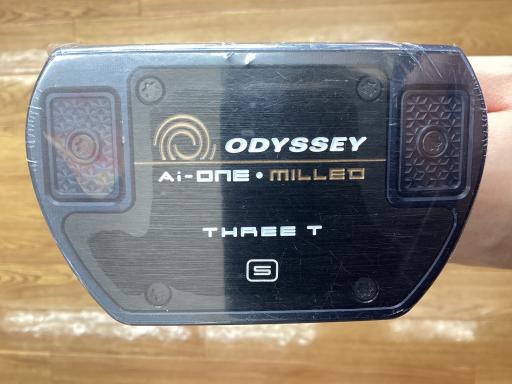 ODYSSEY
Ai-ONE • MILLED
THREE T
S